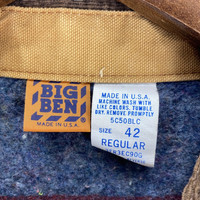 BIG
BEN
MADE IN U.S.A.
MADE IN U.S.A.
MACHINE WASH WITH
LIKE COLORS, TUMBLE
DRY. REMOVE PROMPTLY
5C50BLC
SIZE 42
REGULAR